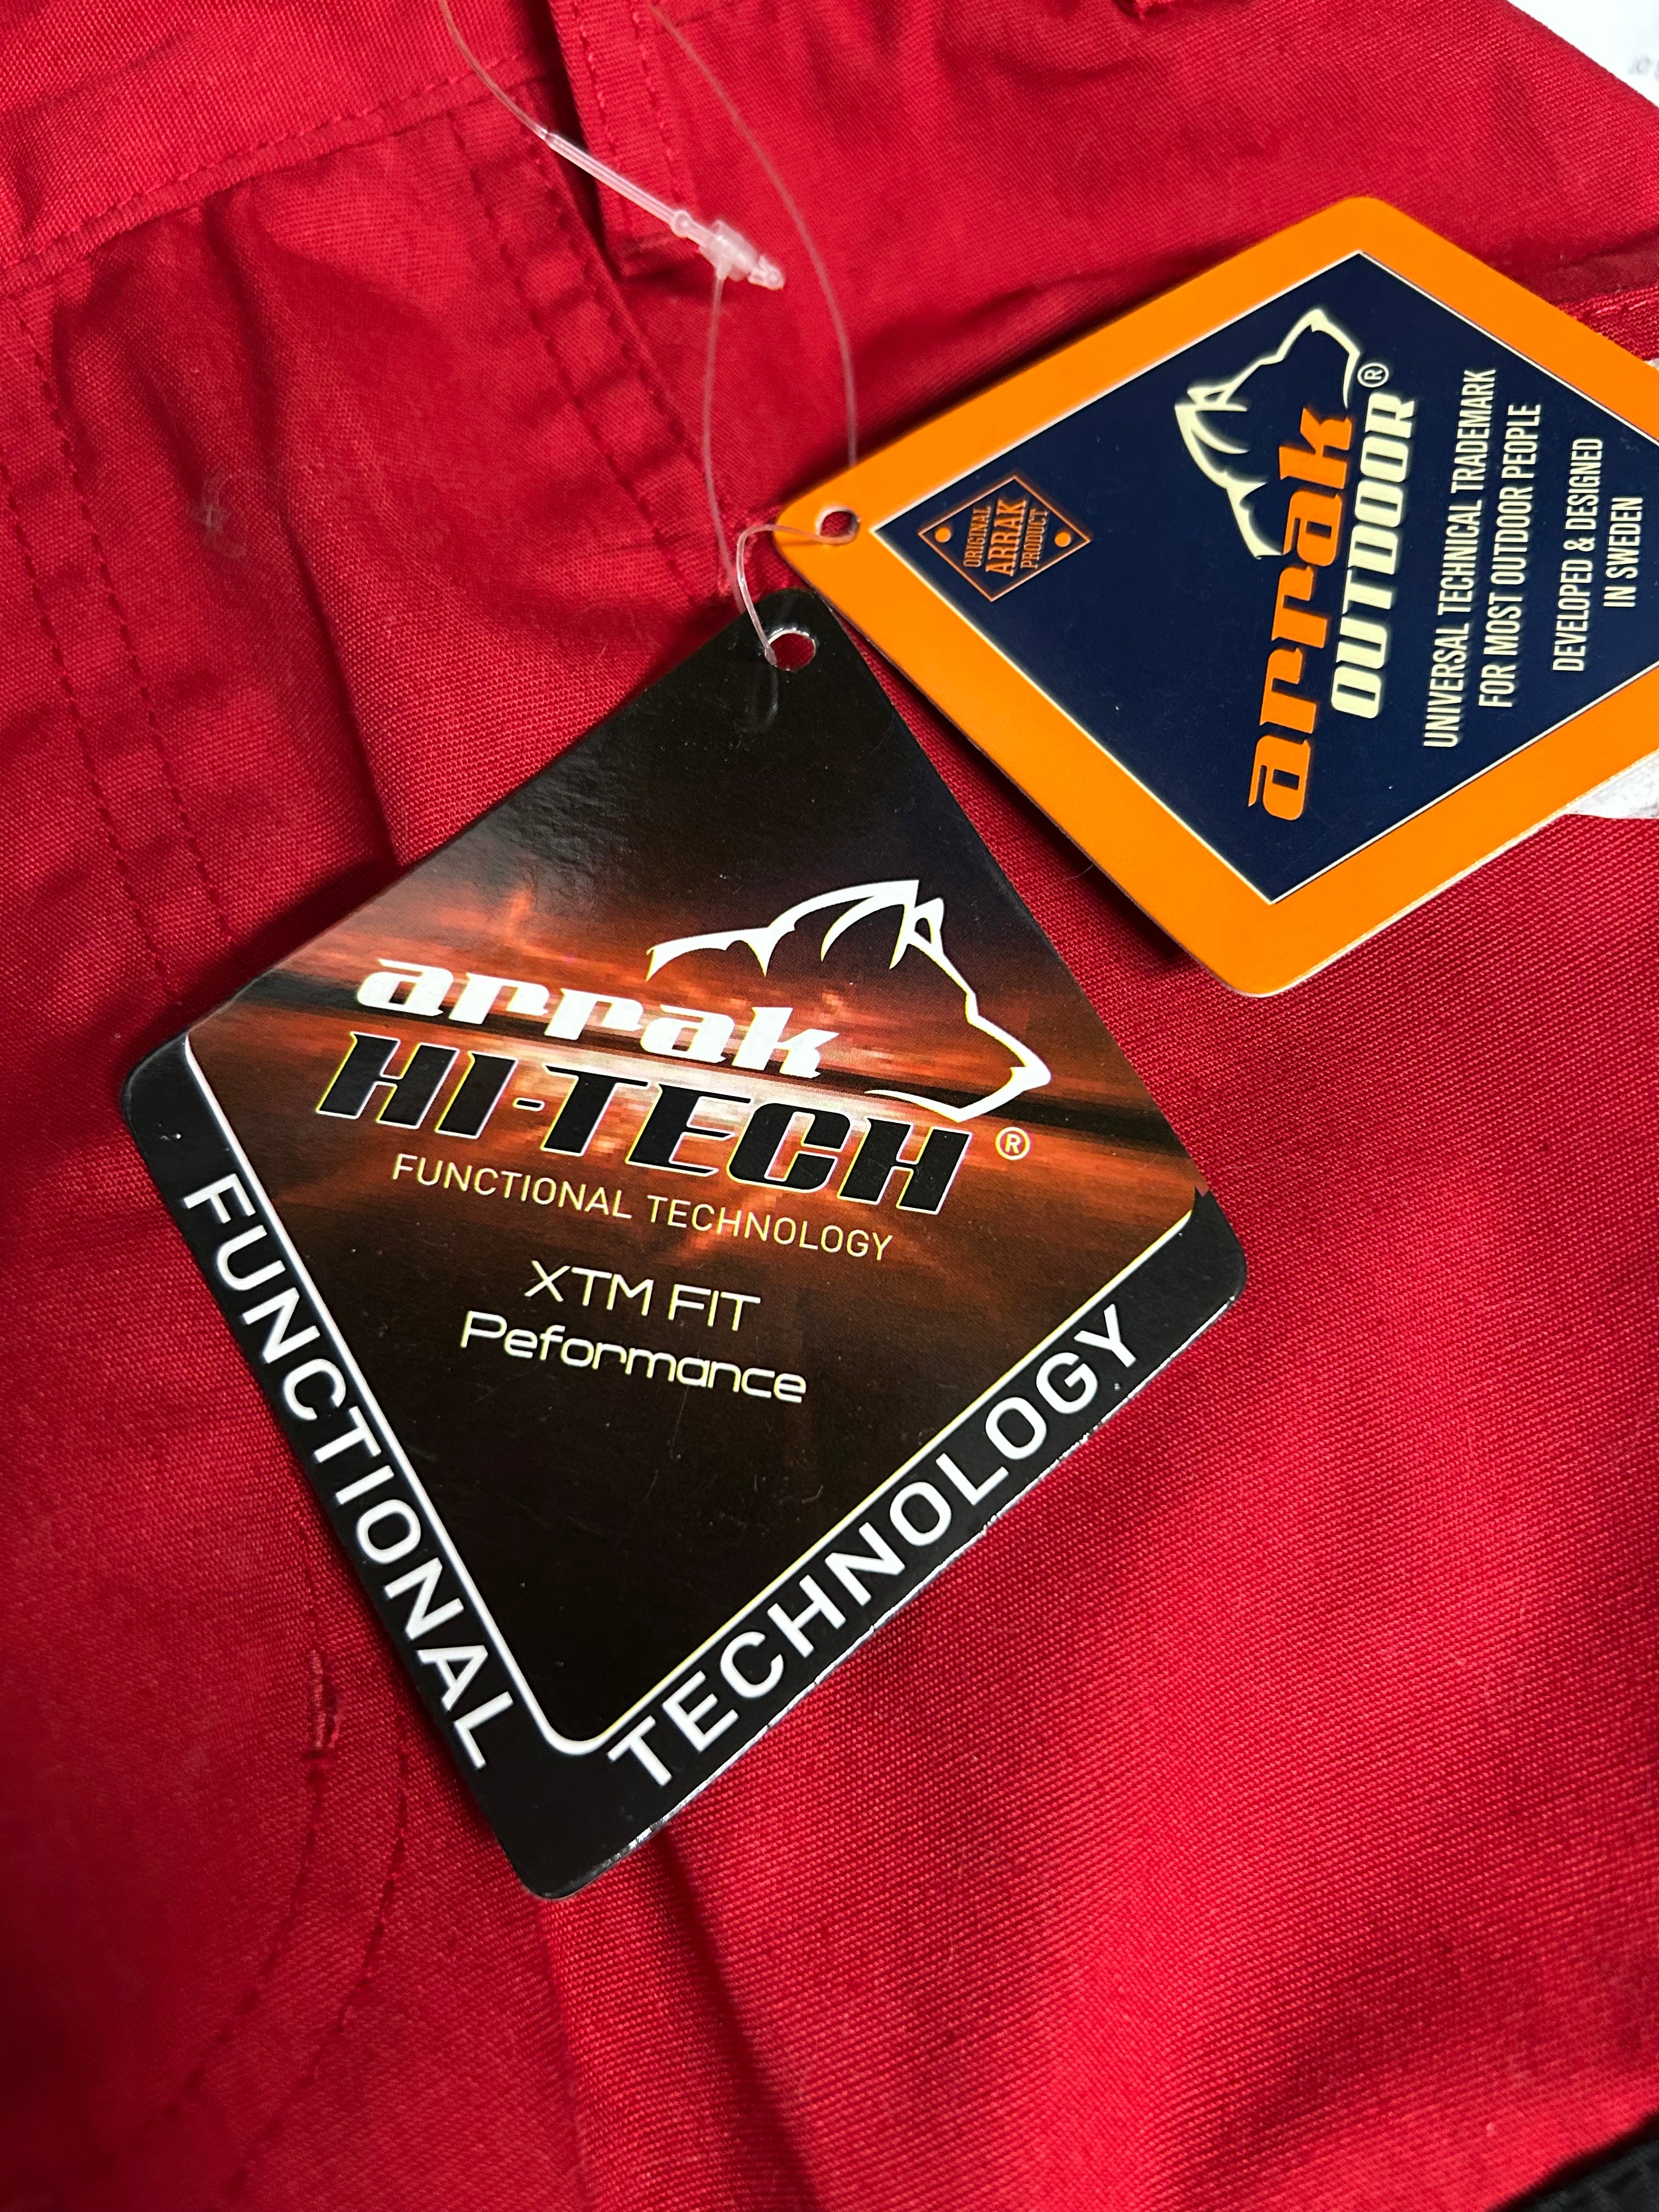 arrak
HI-TECH®
FUNCTIONAL TECHNOLOGY
XTM FIT
Peformance
FUNCTIONAL
TECHNOLOGY
ORIGINAL
ARRAK
PRODUCT
arrak
OUTDOOR®
UNIVERSAL TECHNICAL TRADEMARK
FOR MOST OUTDOOR PEOPLE
DEVELOPED & DESIGNED
IN SWEDEN